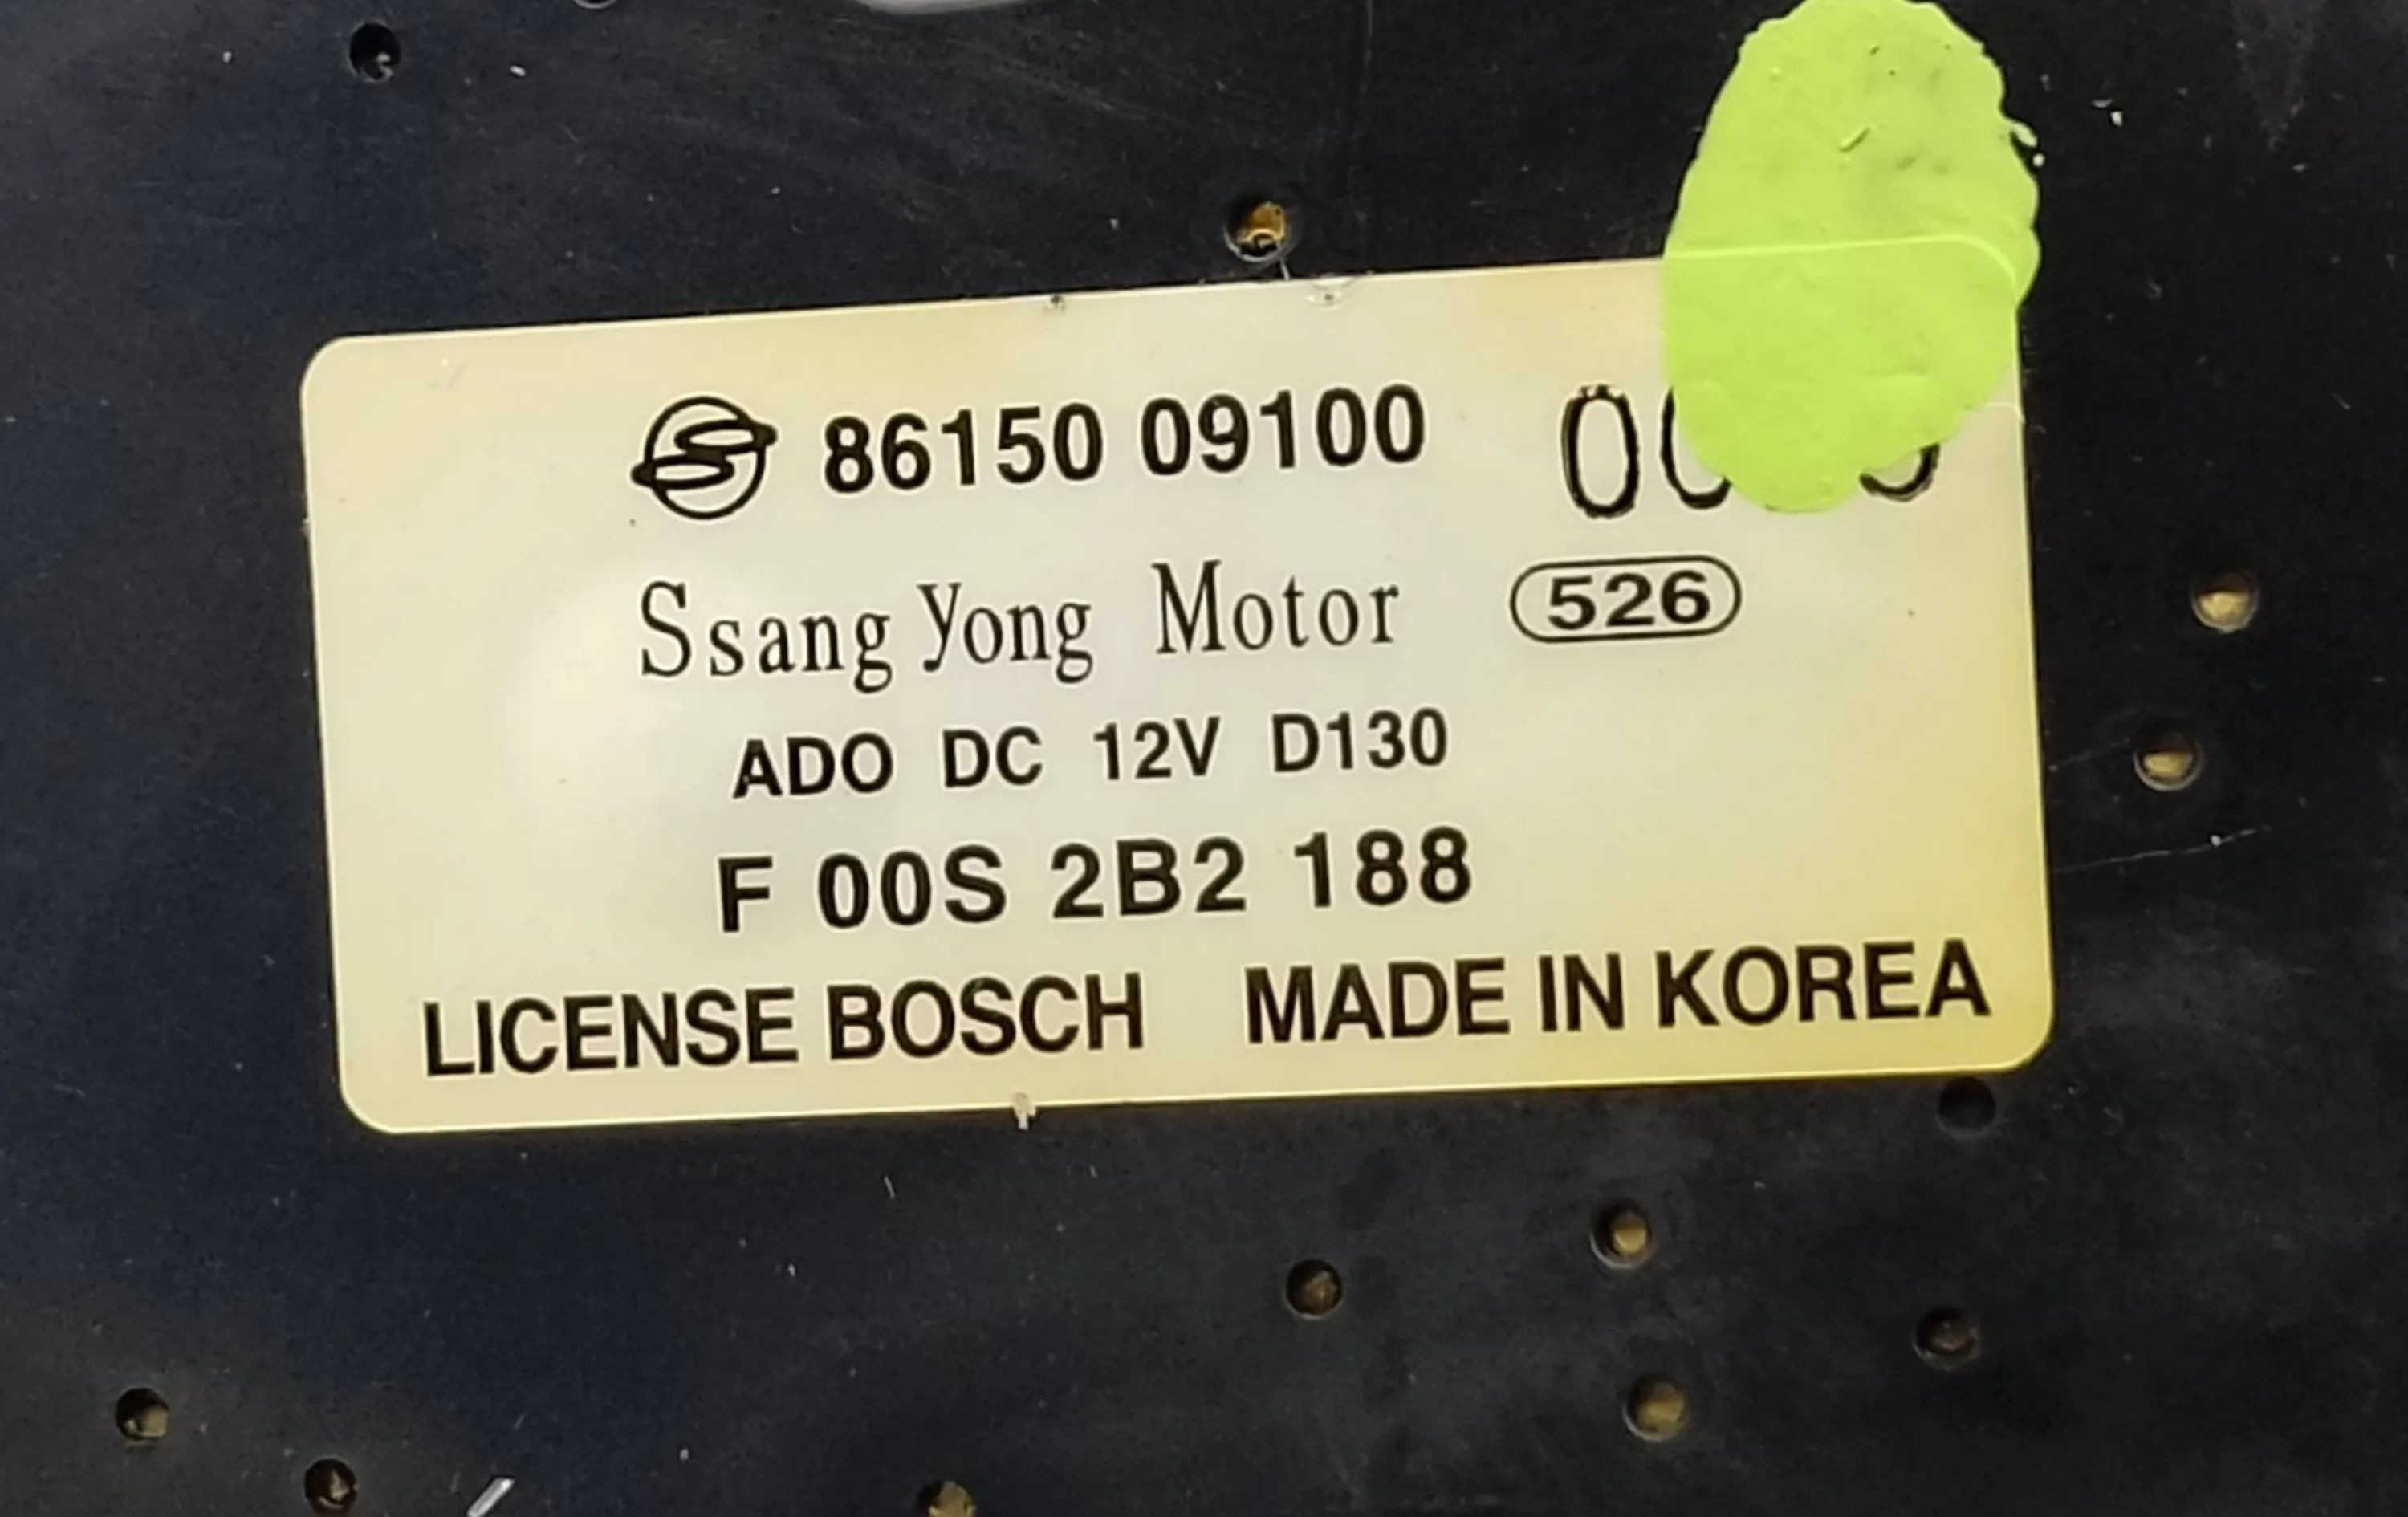 86150 09100
Ssang Yong Motor 526
ADO DC 12V D130
F 00S 2B2 188
LICENSE BOSCH MADE IN KOREA